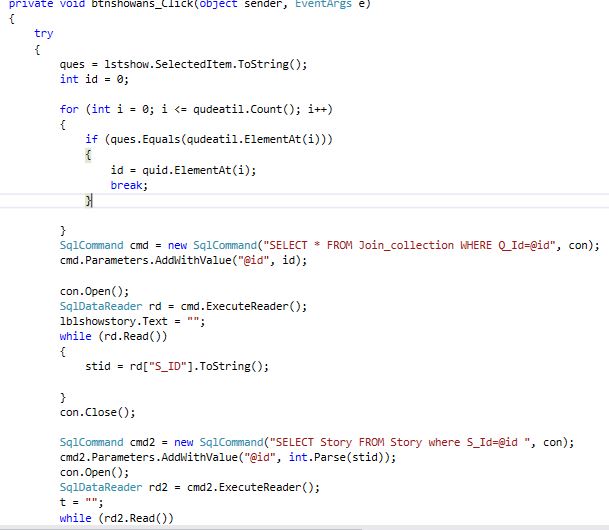 private void btnshowans_Click(object sender, EventArgs e)
{
try
{
ques = lstshow.SelectedItem.ToString();
int id = 0;
for (int i = 0; i <= qudeatil.Count(); i++)
{
if (ques.Equals(qudeatil.ElementAt(i)))
{
id = quid.ElementAt(i);
break;
}
}
SqlCommand cmd = new SqlCommand("SELECT * FROM Join_collection WHERE Q_Id=@id", con);
cmd.Parameters.AddWithValue("@id", id);
con.Open();
SqlDataReader rd = cmd.ExecuteReader();
lblshowstory.Text = "";
while (rd.Read())
{
stid = rd["S_ID"].ToString();
}
con.Close();
SqlCommand cmd2 = new SqlCommand("SELECT Story FROM Story where S_Id=@id ", con);
cmd2.Parameters.AddWithValue("@id", int.Parse(stid));
con.Open();
SqlDataReader rd2 = cmd2.ExecuteReader();
t = "";
while (rd2.Read())